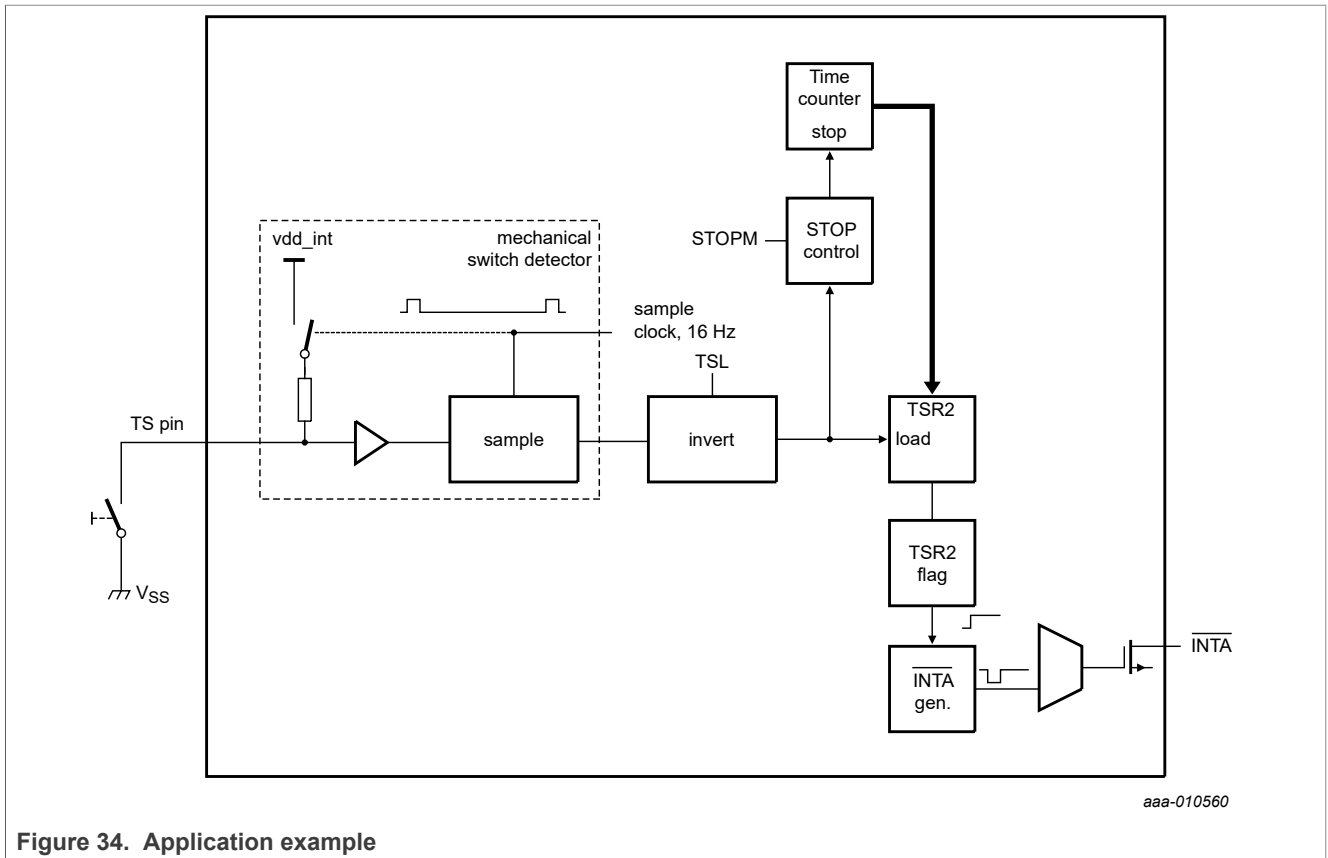 Time
counter
stop
vdd_int
mechanical
switch detector
STOPM
STOP
control
sample
clock, 16 Hz
TSL
TS pin
sample
invert
TSR2
load
TSR2
flag
VSS
INTA
INTA
gen.
aaa-010560
Figure 34. Application example